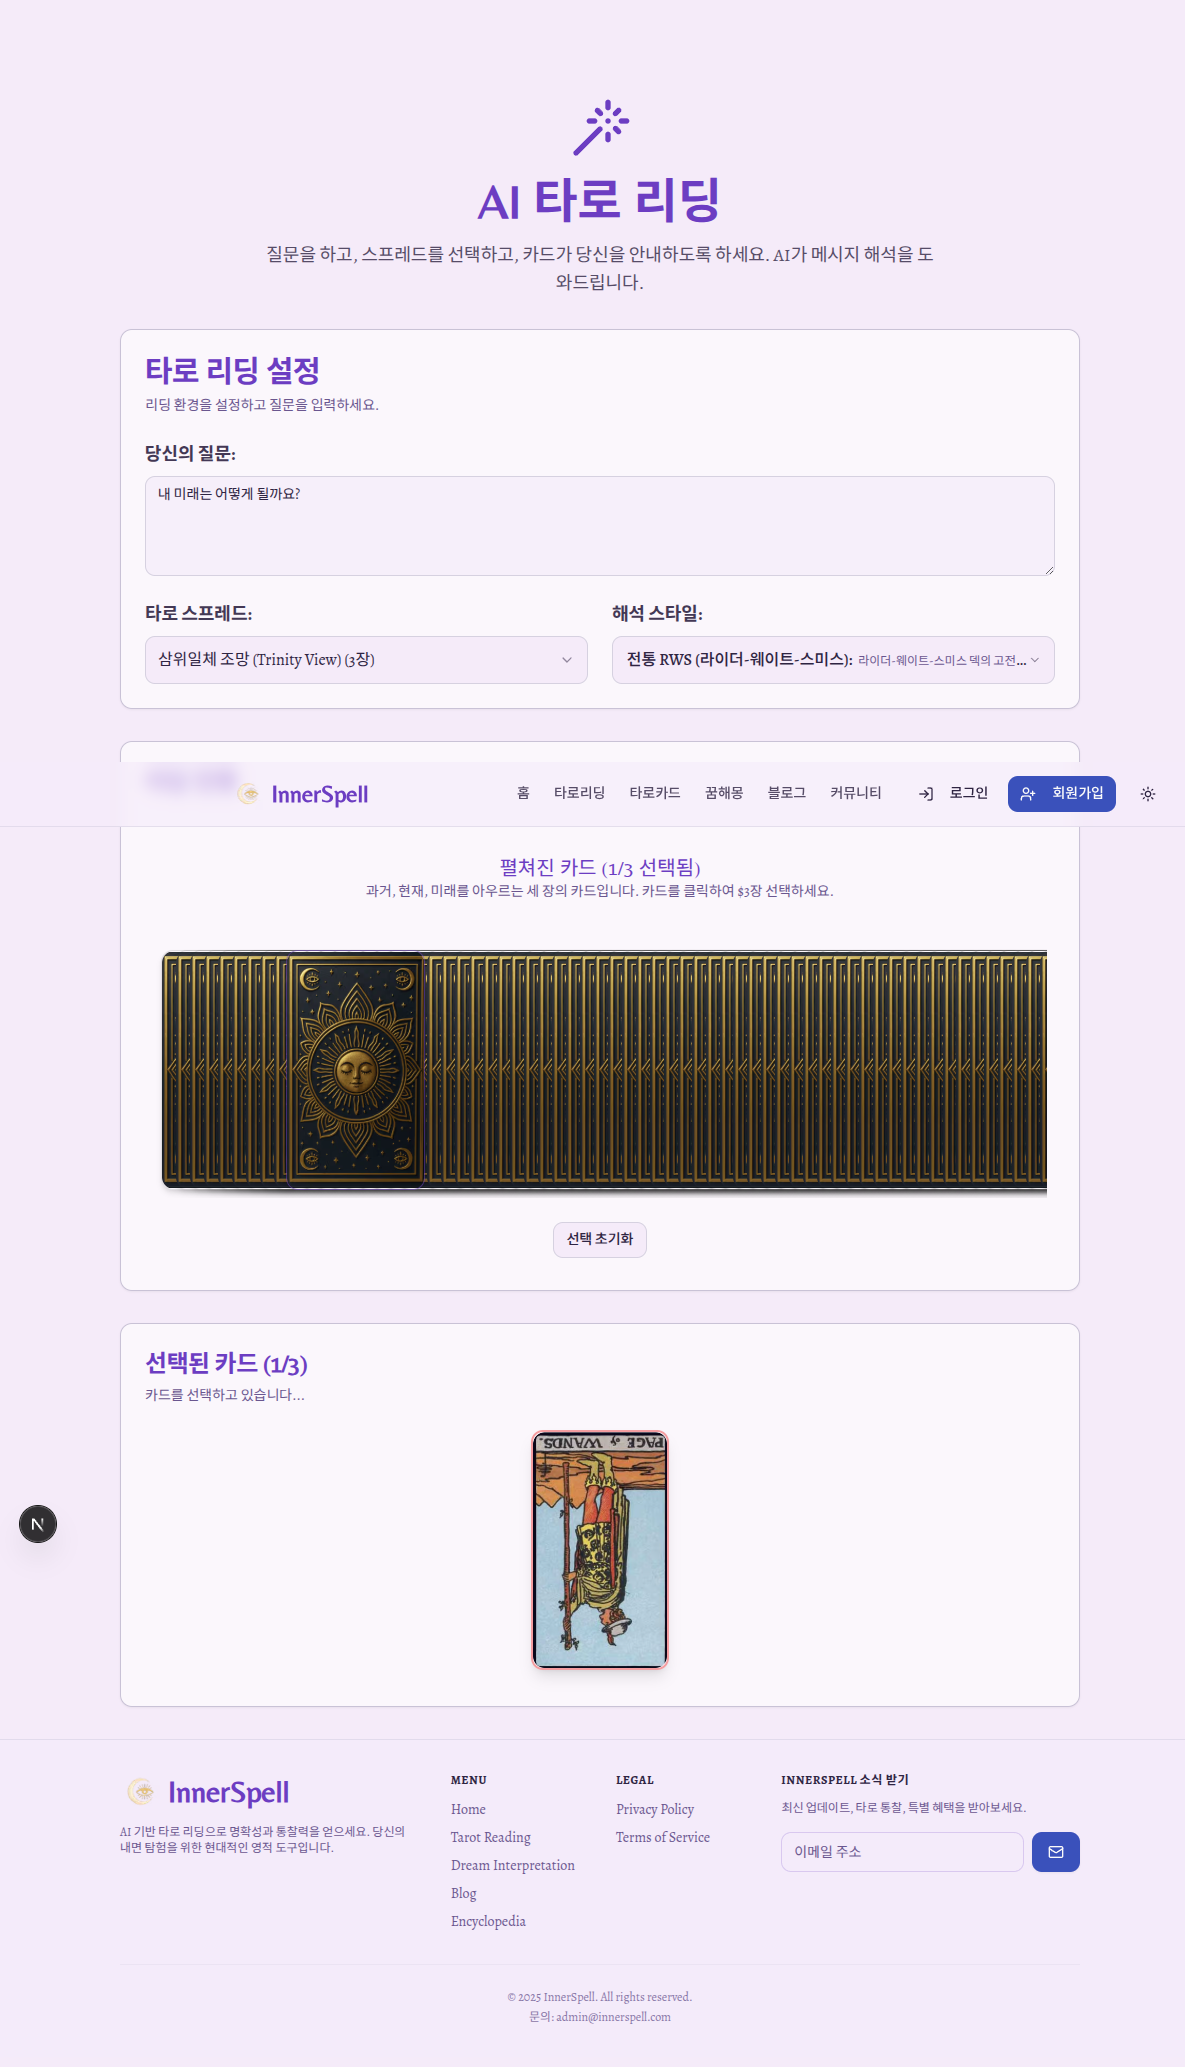 AI 타로 리딩
질문을 하고, 스프레드를 선택하고, 카드가 당신을 안내하도록 하세요. AI가 메시지 해석을 도
와드립니다.
타로 리딩 설정
리딩 환경을 설정하고 질문을 입력하세요.
당신의 질문:
내 미래는 어떻게 될까요?
타로 스프레드:
해석 스타일:
삼위일체 조망 (Trinity View) (3장)
전통 RWS (라이더-웨이트-스미스): 라이더-웨이트-스미스 덱의 고전...
InnerSpell
홈 타로리딩 타로카드 꿈해몽 블로그 커뮤니티 로그인 회원가입
펼쳐진 카드 (1/3 선택됨)
과거, 현재, 미래를 아우르는 세 장의 카드입니다. 카드를 클릭하여 $3장 선택하세요.
선택 초기화
선택된 카드 (1/3)
카드를 선택하고 있습니다...
PAGE of WANDS.
N
InnerSpell
AI 기반 타로 리딩으로 명확성과 통찰력을 얻으세요. 당신의
내면 탐험을 위한 현대적인 영적 도구입니다.
MENU
Home
Tarot Reading
Dream Interpretation
Blog
Encyclopedia
LEGAL
Privacy Policy
Terms of Service
INNERSPELL 소식 받기
최신 업데이트, 타로 통찰, 특별 혜택을 받아보세요.
이메일 주소
© 2025 InnerSpell. All rights reserved.
문의: admin@innerspell.com